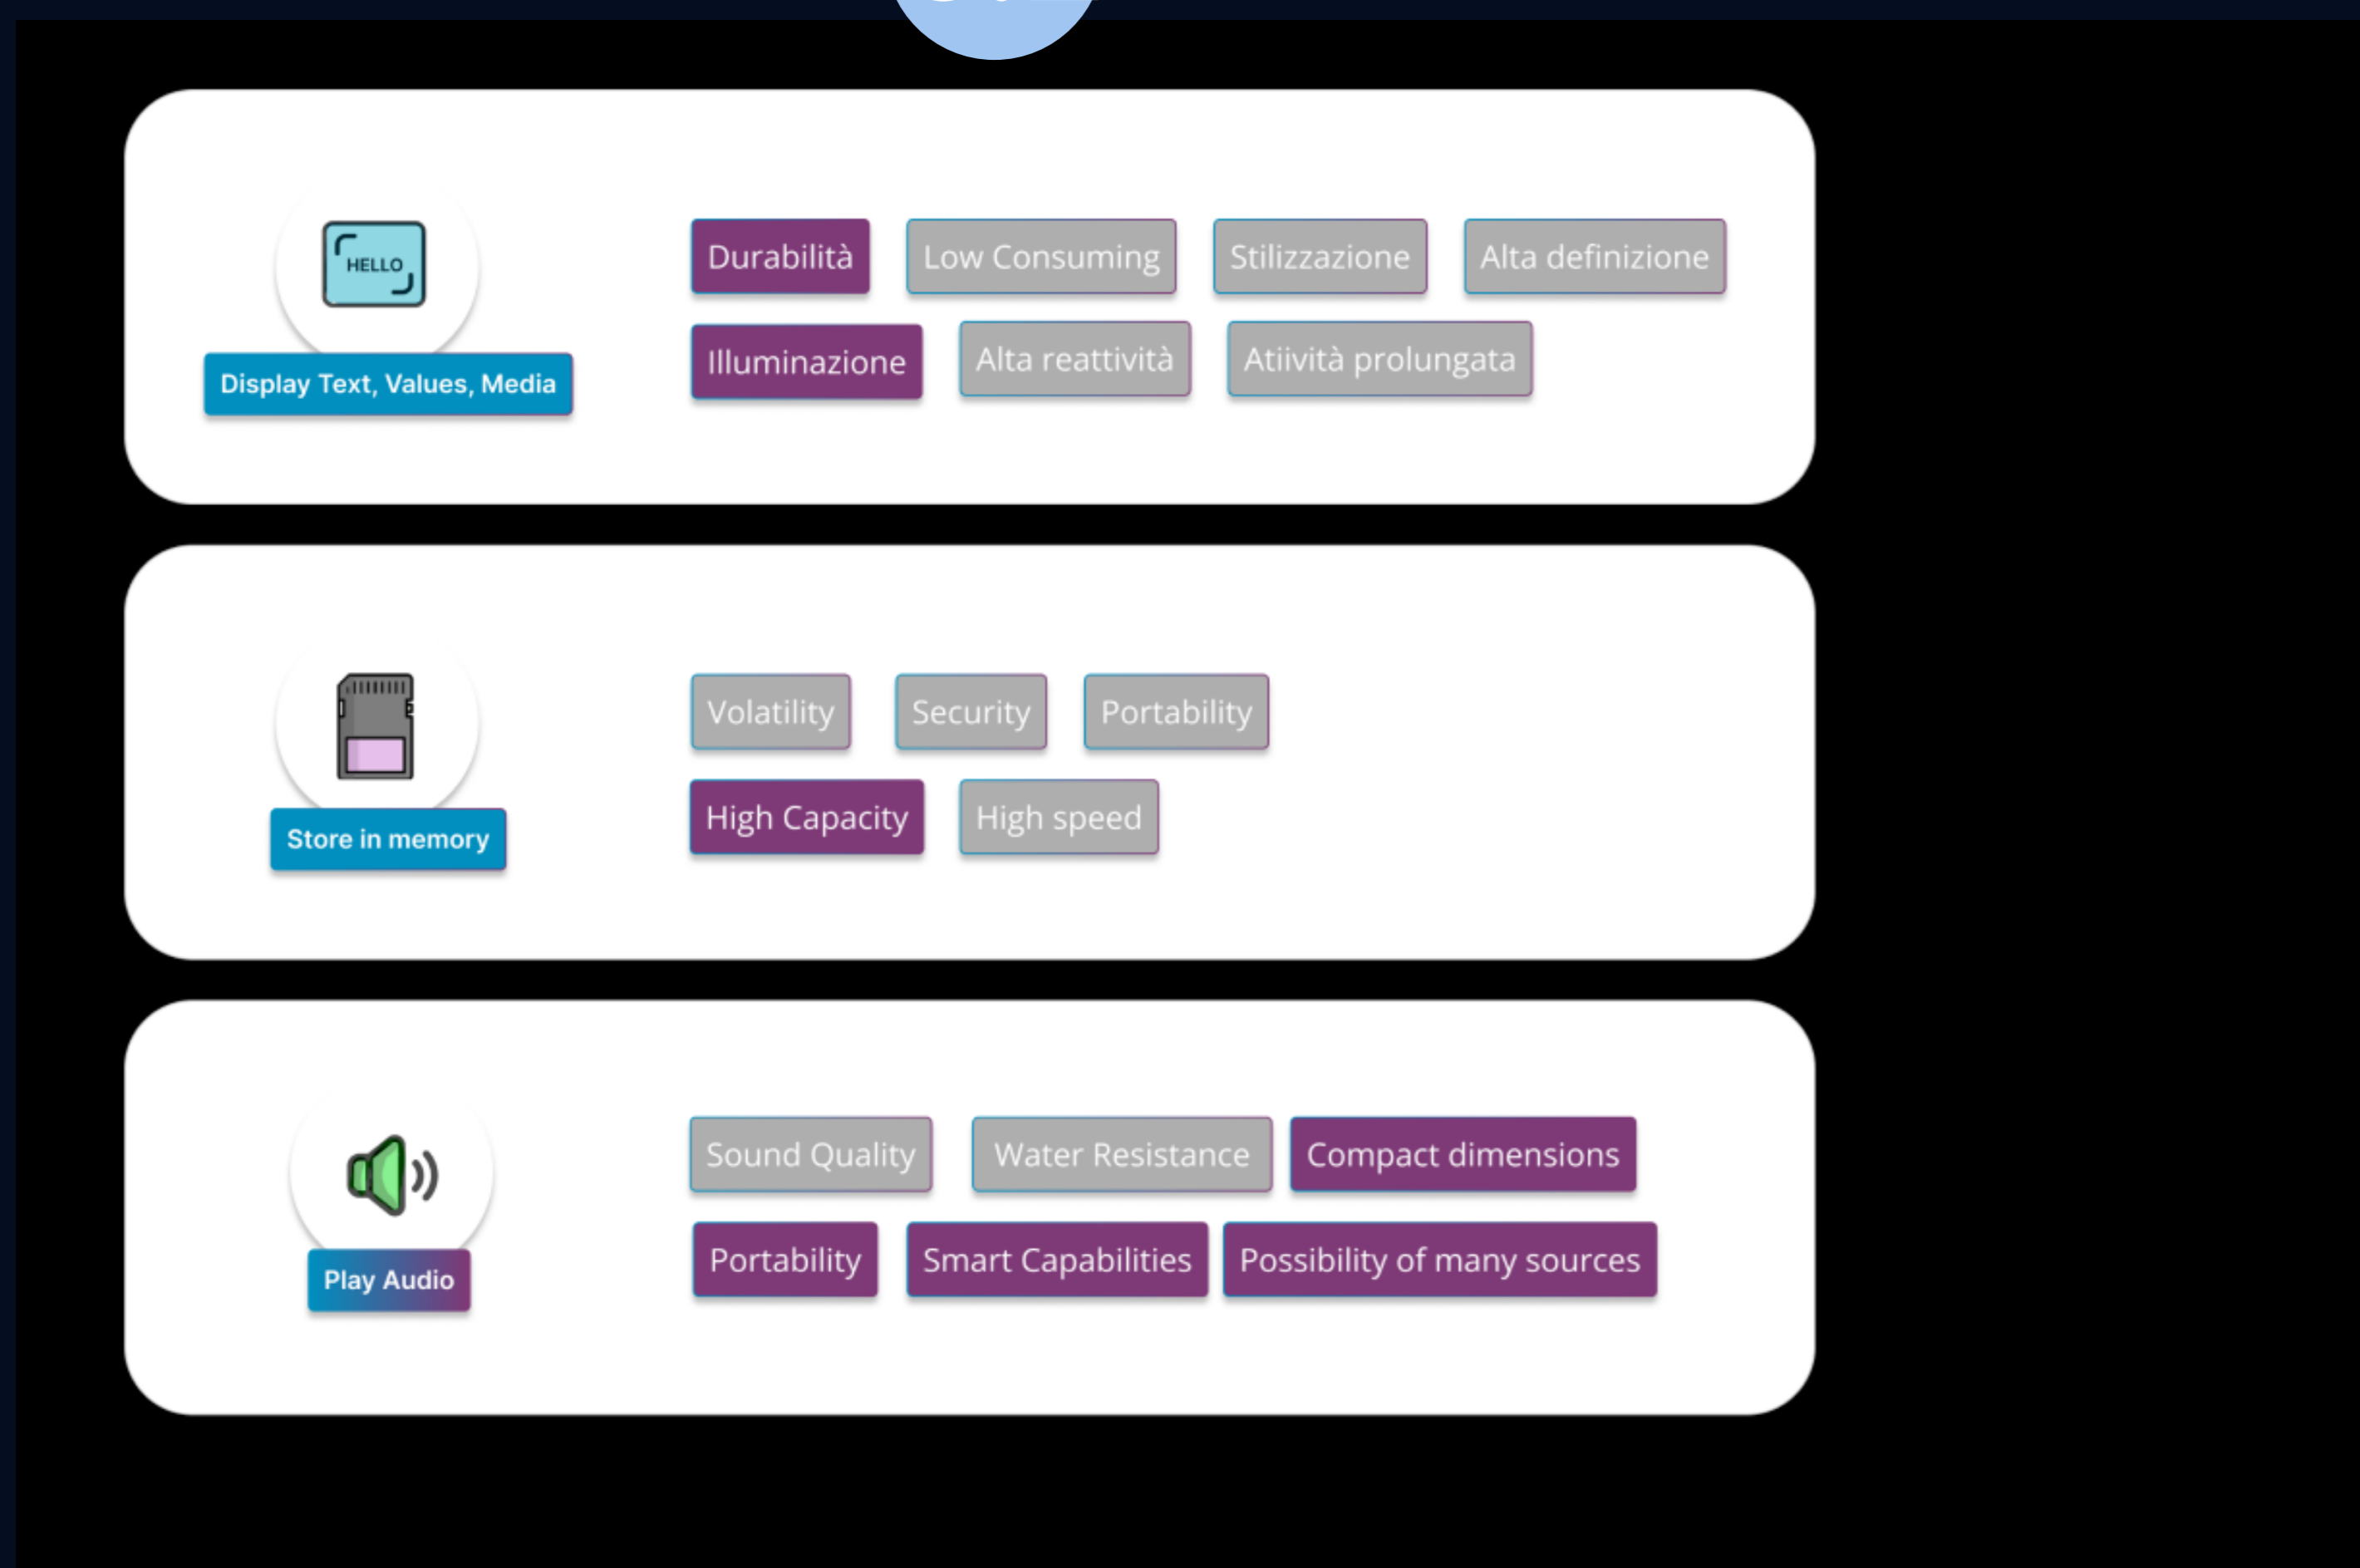 HELLO
Display Text, Values, Media
Durabilità Low Consuming Stilizzazione Alta definizione
Illuminazione Alta reattività Atiività prolungata
Store in memory
Volatility Security Portability
High Capacity High speed
Play Audio
Sound Quality Water Resistance Compact dimensions
Portability Smart Capabilities Possibility of many sources